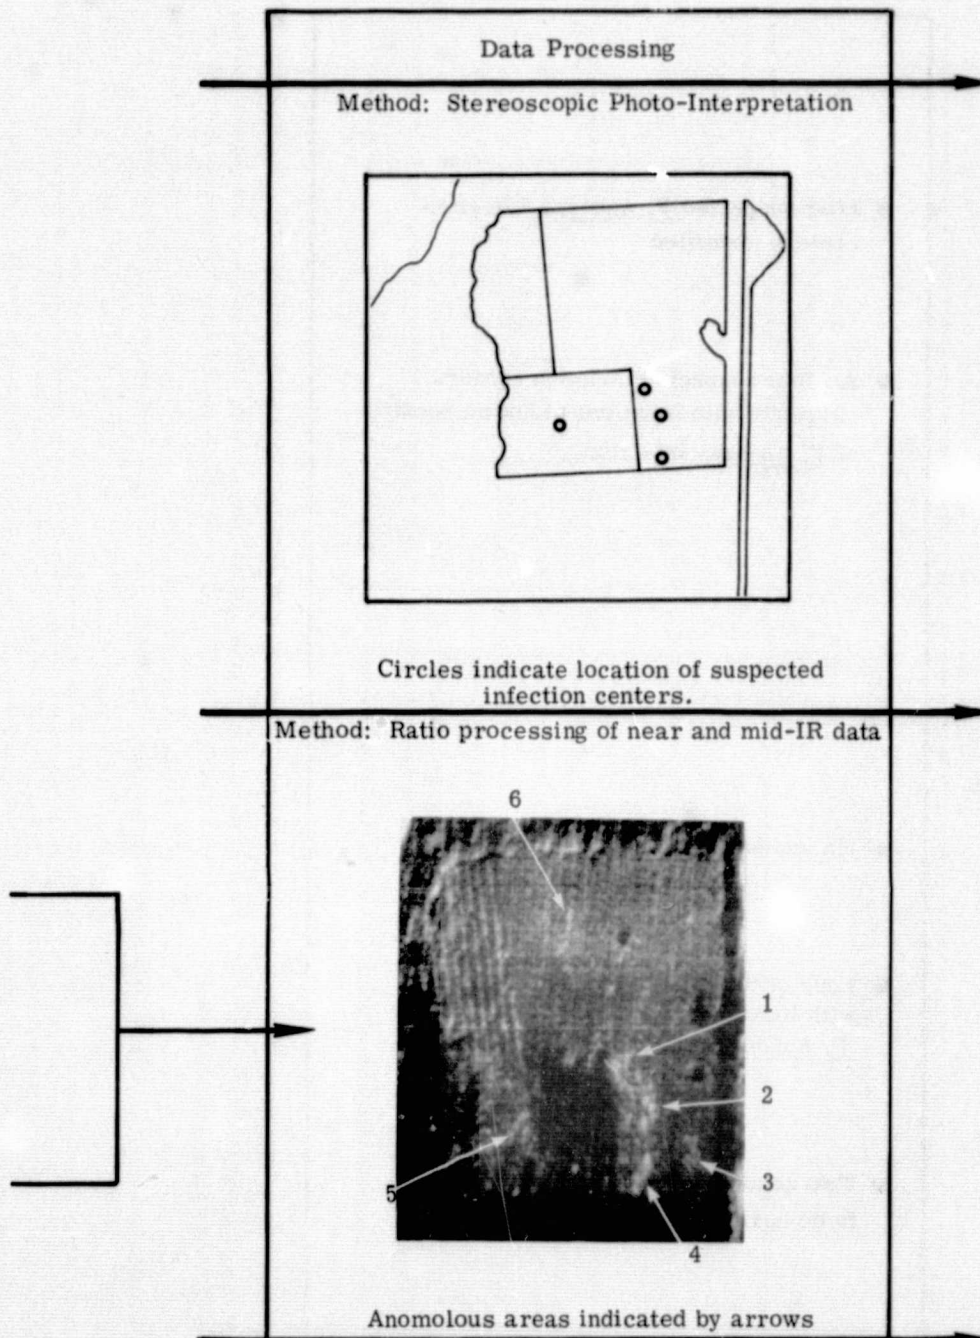 Data Processing
Method: Stereoscopic Photo-Interpretation
Circles indicate location of suspected
infection centers.
Method: Ratio processing of near and mid-IR data
6
1
2
3
5
4
Anomolous areas indicated by arrows